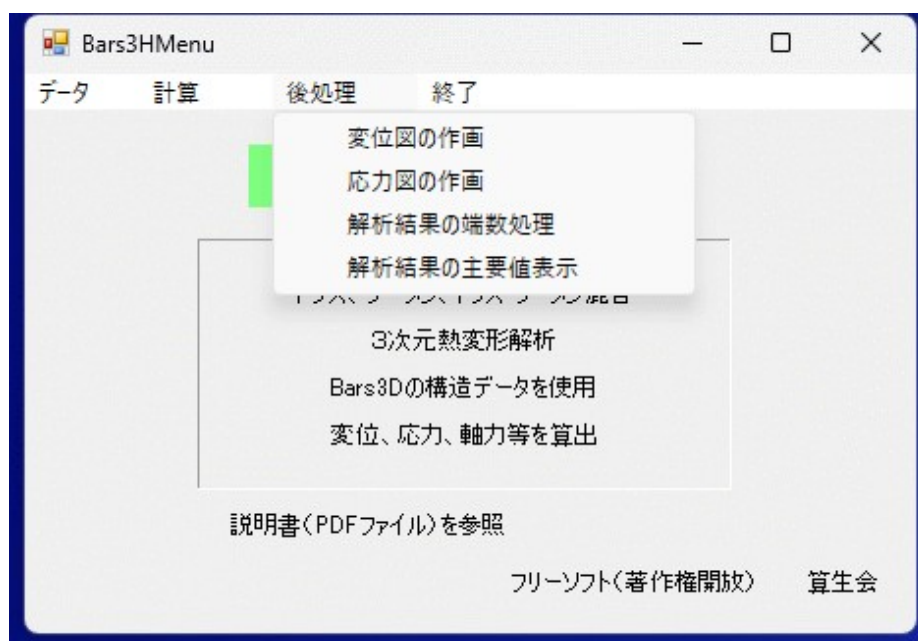 Bars3HMenu
データ 計算 後処理 終了
変位図の作画
応力図の作画
解析結果の端数処理
解析結果の主要値表示
3次元熱変形解析
Bars3Dの構造データを使用
変位、応力、軸力等を算出
説明書(PDFファイル)を参照
フリーソフト(著作権開放) 算生会